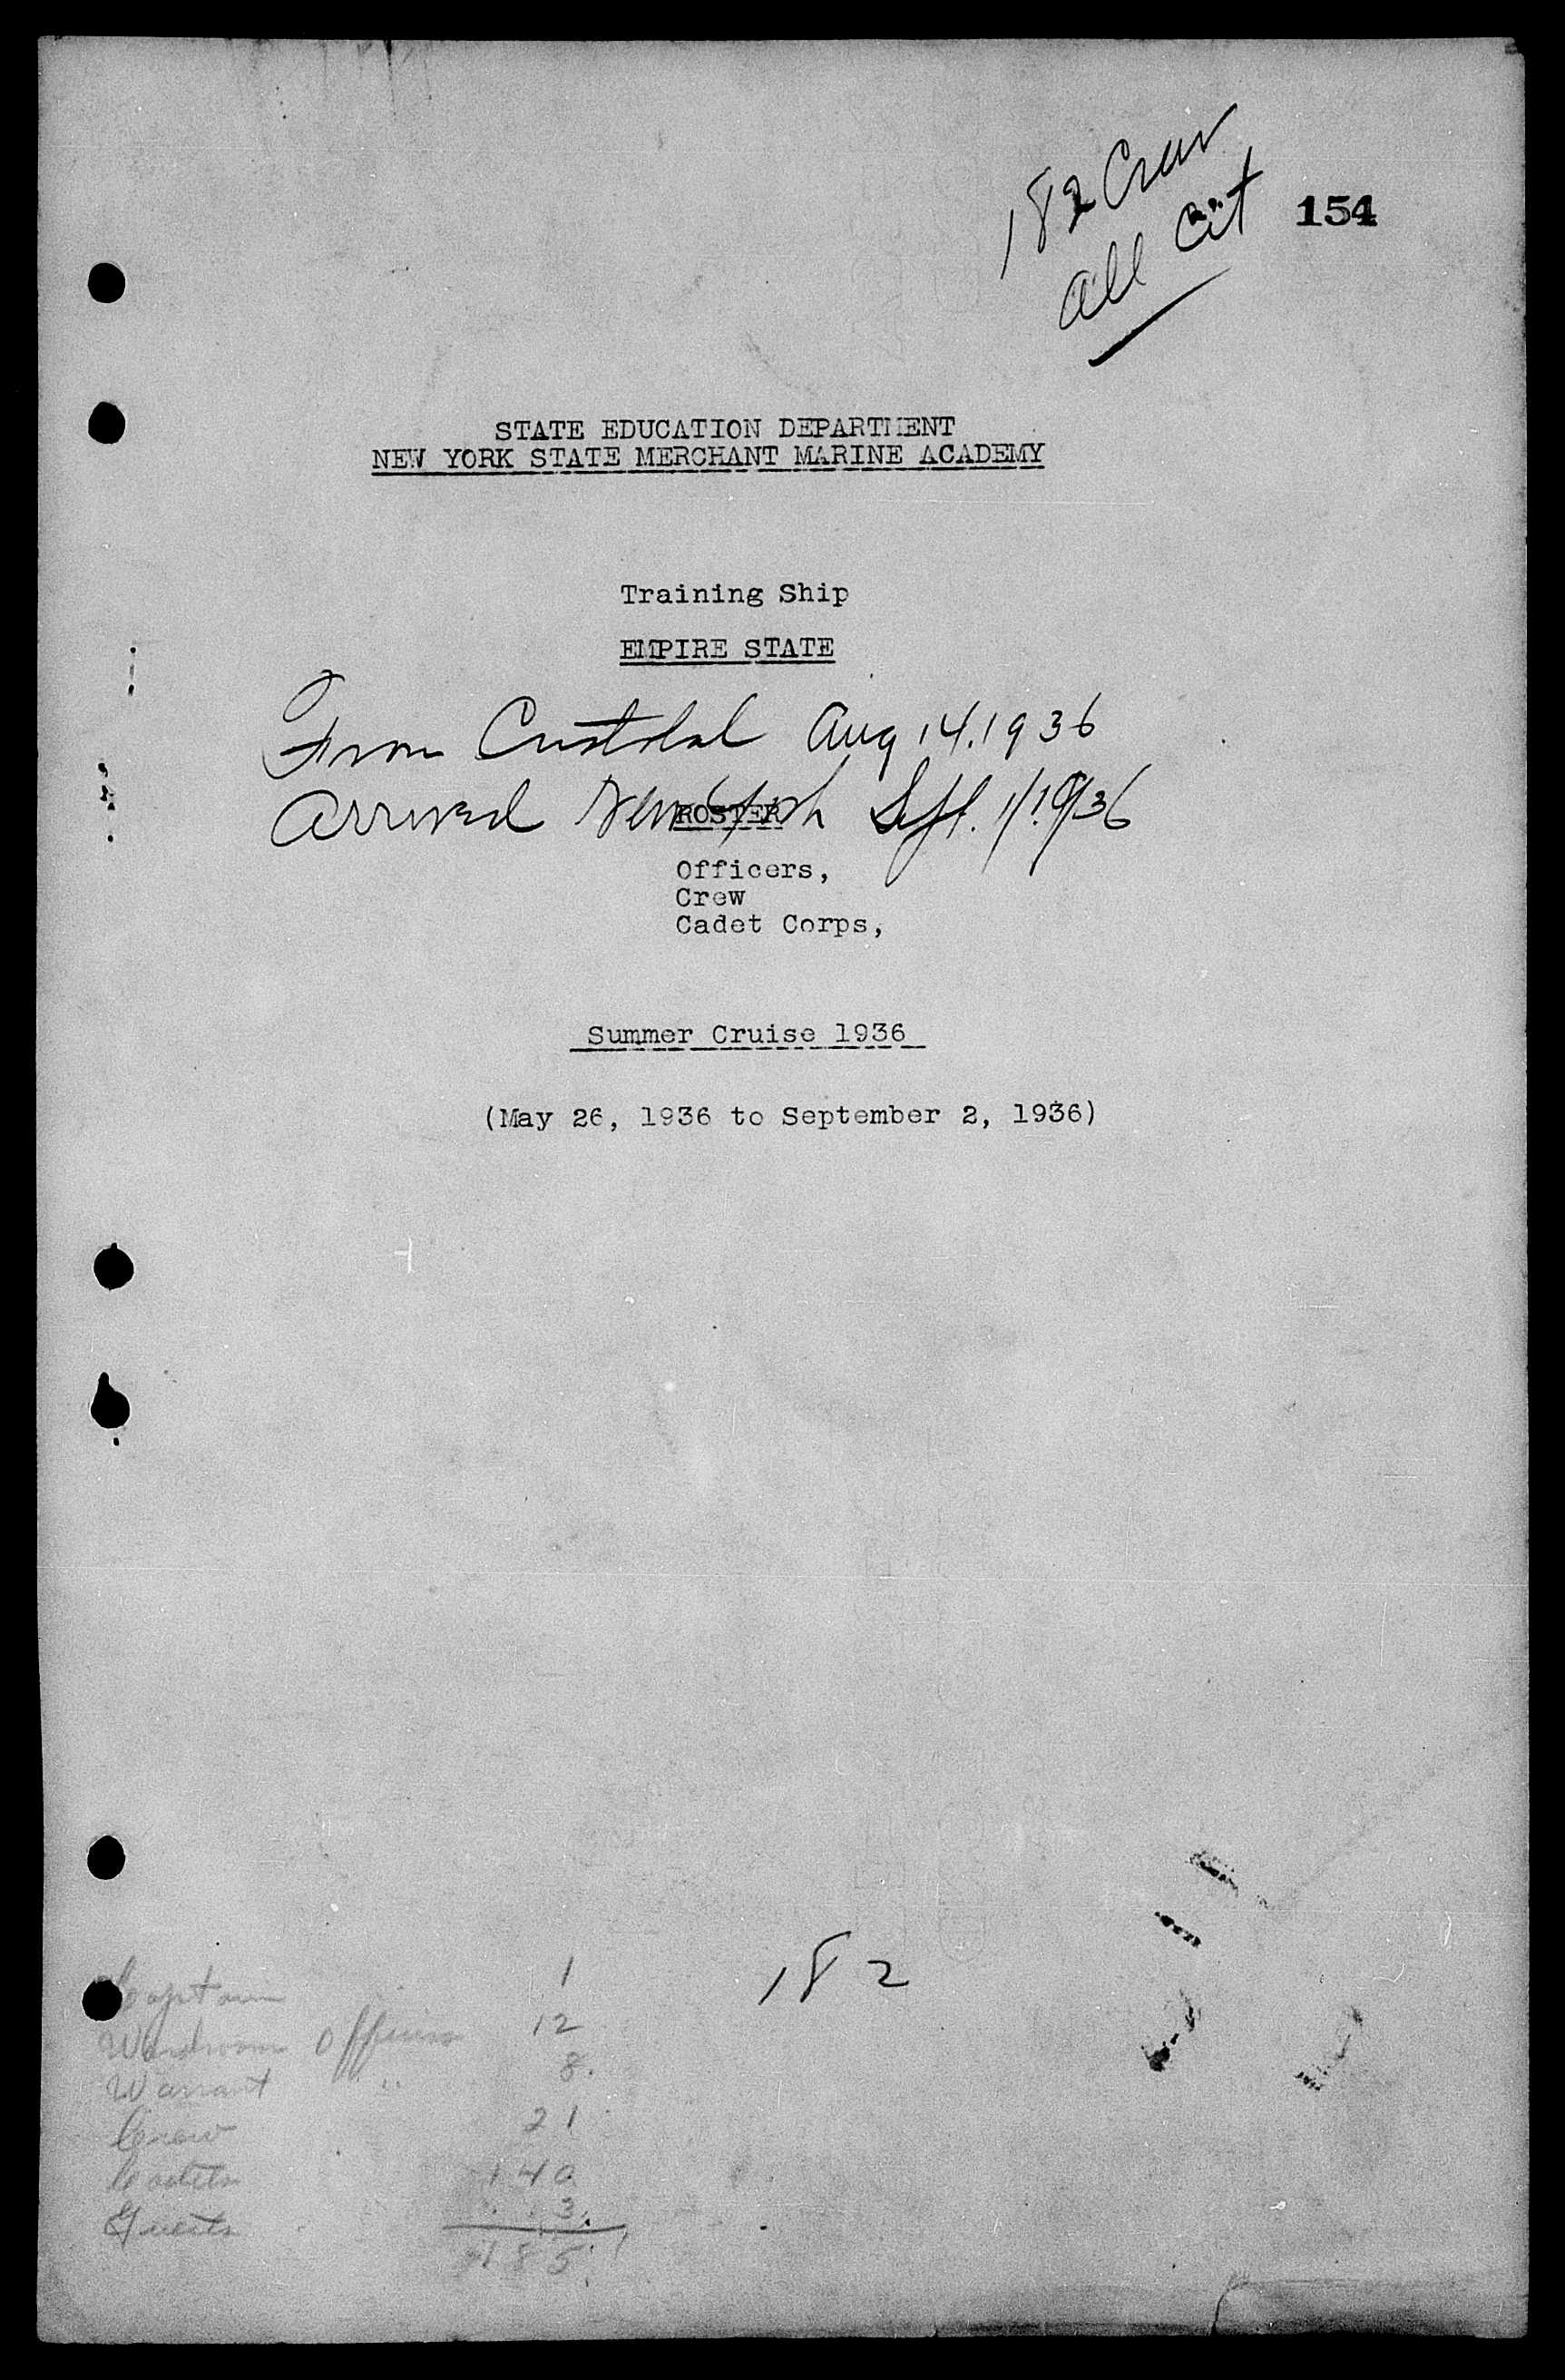 182 Crew
All Cit
154
STATE EDUCATION DEPARTMENT
NEW YORK STATE MERCHANT MARINE ACADEMY
Training Ship
EMPIRE STATE
From Cristobal Aug 14. 1936
Arrived New York Sept. 1/1936
ROSTER
Officers,
Crew
Cadet Corps,
Summer Cruise 1936
(May 26, 1936 to September 2, 1936)
182
Captain 1
Wardroom Officers 12
Warrant " 8.
Crew 21
Cadets 140
Guests 3.
185